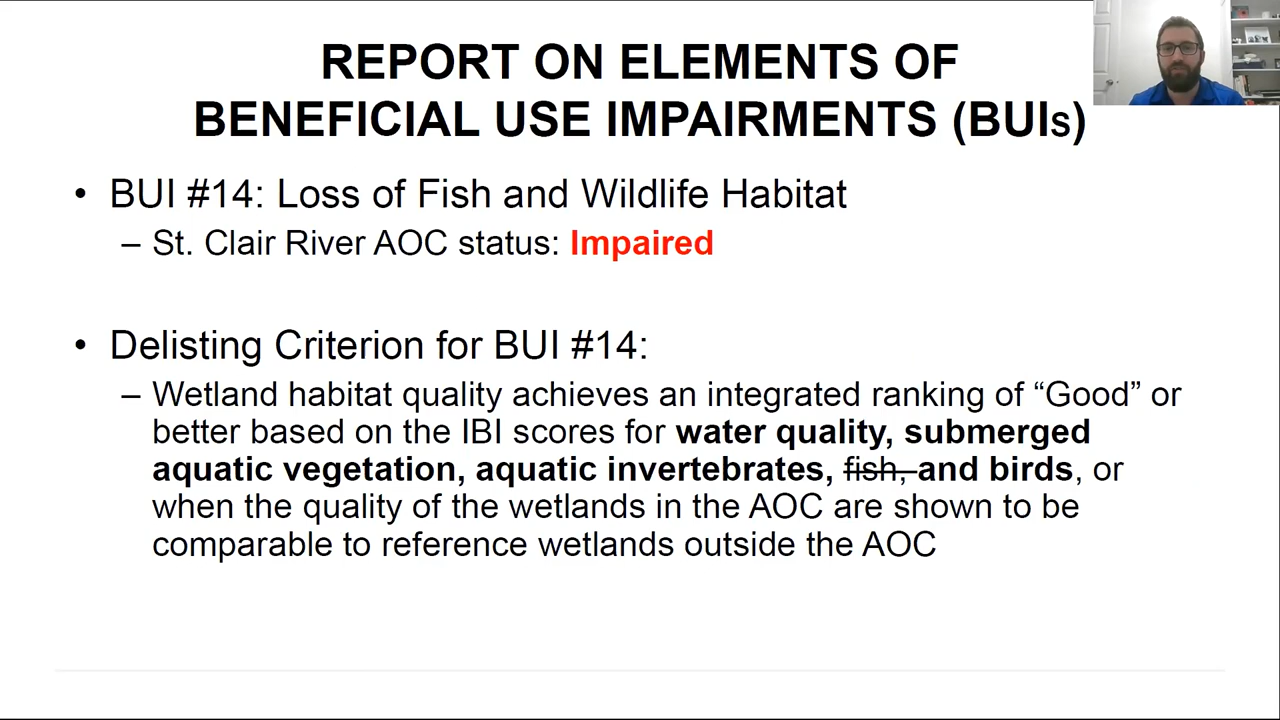 REPORT ON ELEMENTS OF
BENEFICIAL USE IMPAIRMENTS (BUIs)
• BUI #14: Loss of Fish and Wildlife Habitat
– St. Clair River AOC status: Impaired
• Delisting Criterion for BUI #14:
– Wetland habitat quality achieves an integrated ranking of “Good” or
better based on the IBI scores for water quality, submerged
aquatic vegetation, aquatic invertebrates, fish, and birds, or
when the quality of the wetlands in the AOC are shown to be
comparable to reference wetlands outside the AOC